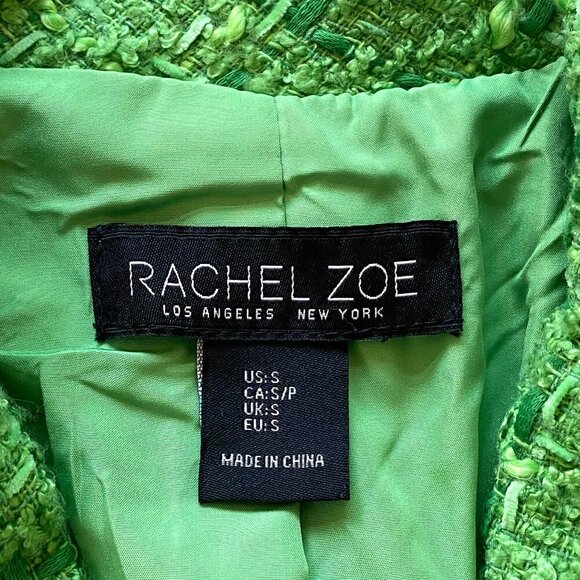 RACHEL ZOE
LOS ANGELES NEW YORK
US: S
CA: S/P
UK: S
EU: S
MADE IN CHINA